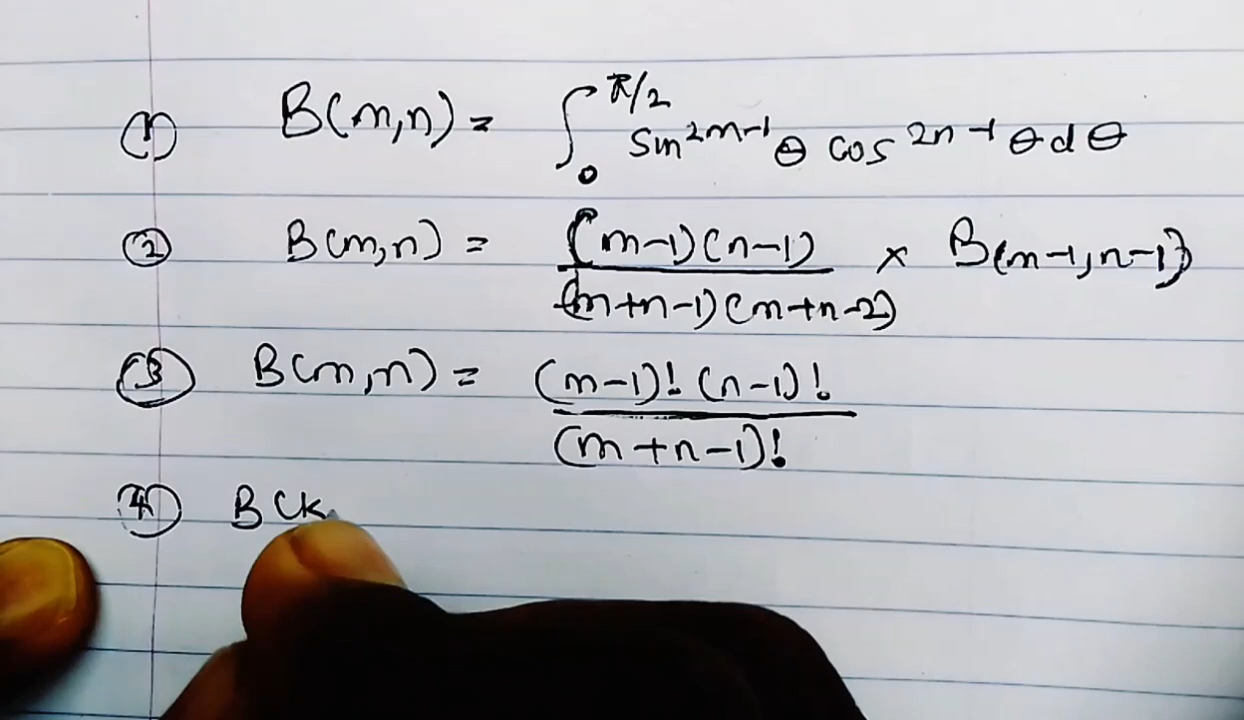 (1) B(m,n) = ∫₀^π/2 Sin^2m-1 θ cos^2n-1 θ dθ
(2) B(m,n) = (m-1)(n-1) / (m+n-1)(m+n-2) × B(m-1,n-1)
(3) B(m,n) = (m-1)! (n-1)! / (m+n-1)!
(4) B(k,